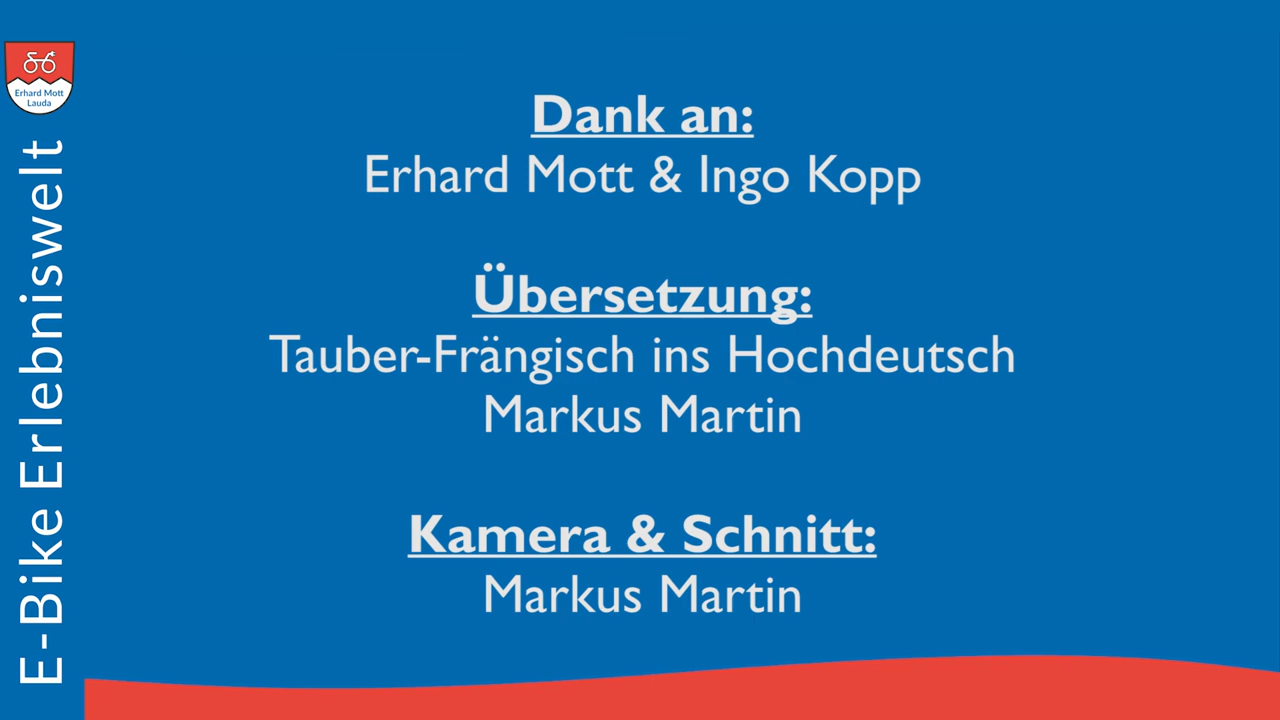 Erhard Mott
Lauda
E-Bike Erlebniswelt
Dank an:
Erhard Mott & Ingo Kopp
Übersetzung:
Tauber-Frängisch ins Hochdeutsch
Markus Martin
Kamera & Schnitt:
Markus Martin